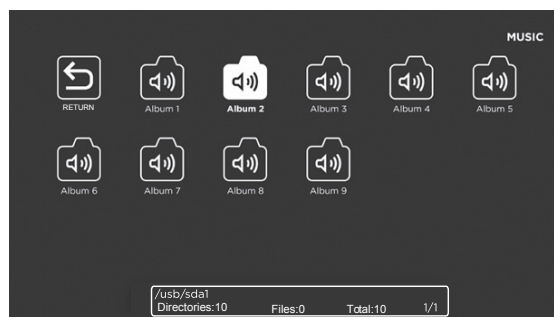 MUSIC
RETURN Album 1 Album 2 Album 3 Album 4 Album 5
Album 6 Album 7 Album 8 Album 9
/usb/sda1
Directories:10 Files:0 Total:10 1/1